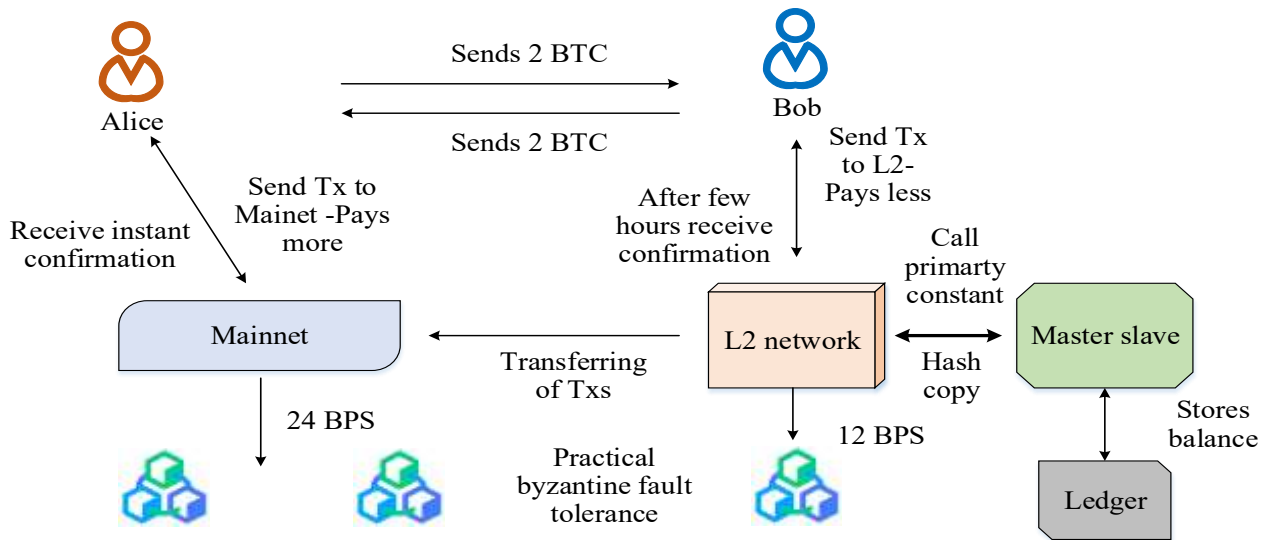 Sends 2 BTC
Alice
Bob
Sends 2 BTC
Send Tx
to L2-
Pays less
Send Tx to
Mainet -Pays
more
After few
hours receive
confirmation
Receive instant
confirmation
Call
primarty
constant
Mainnet
L2 network
Master slave
Transferring
of Txs
Hash
copy
24 BPS
12 BPS
Stores
balance
Practical
byzantine fault
tolerance
Ledger